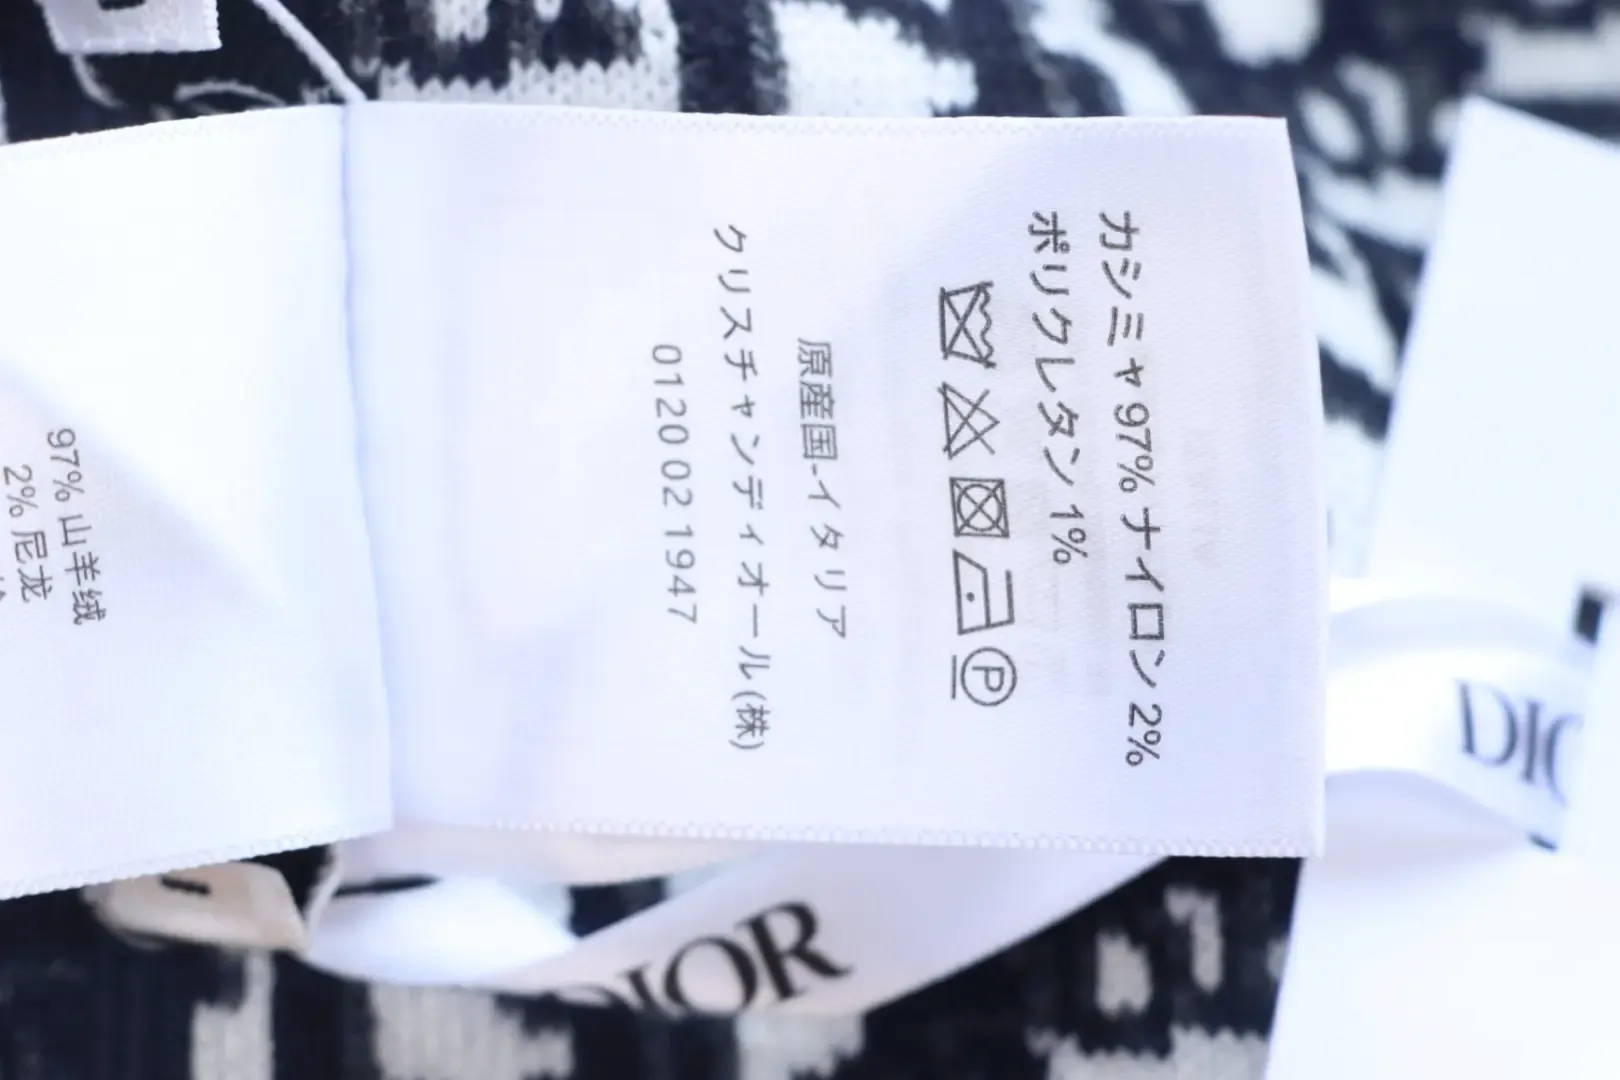 カシミヤ 97% ナイロン 2%
ポリウレタン 1%
P
原産国-イタリア
クリスチャンディオール(株)
0120 02 1947
97% 山羊绒
2% 尼龙
DIOR